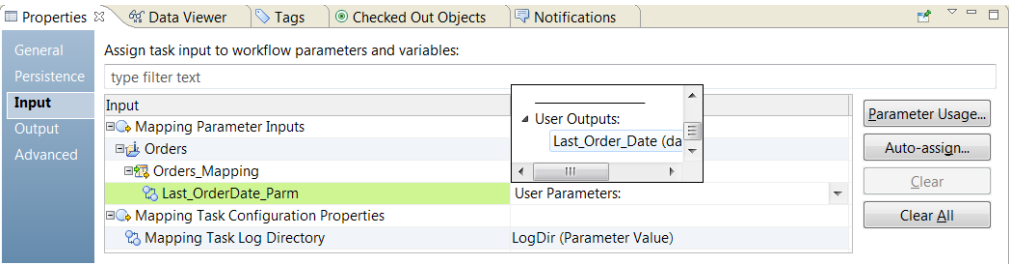 Properties Data Viewer Tags Checked Out Objects Notifications
General
Persistence
Input
Output
Advanced
Assign task input to workflow parameters and variables:
type filter text
Input
Mapping Parameter Inputs
Orders
Orders_Mapping
Last_OrderDate_Parm
User Parameters:
Mapping Task Configuration Properties
Mapping Task Log Directory
LogDir (Parameter Value)
User Outputs:
Last_Order_Date (da
Parameter Usage...
Auto-assign...
Clear
Clear All